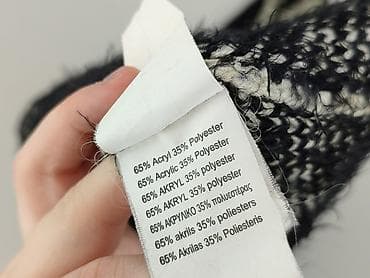 65% Acryl 35% Polyester
65% Acrylic 35% Polyester
65% AKRYL 35% polyester
65% AKRYL 35% polyester
65% ΑΚΡΥΛΙΚΟ 35% πολυεστέρας
65% akrils 35% poliesters
65% Akrilas 35% Poliesteris